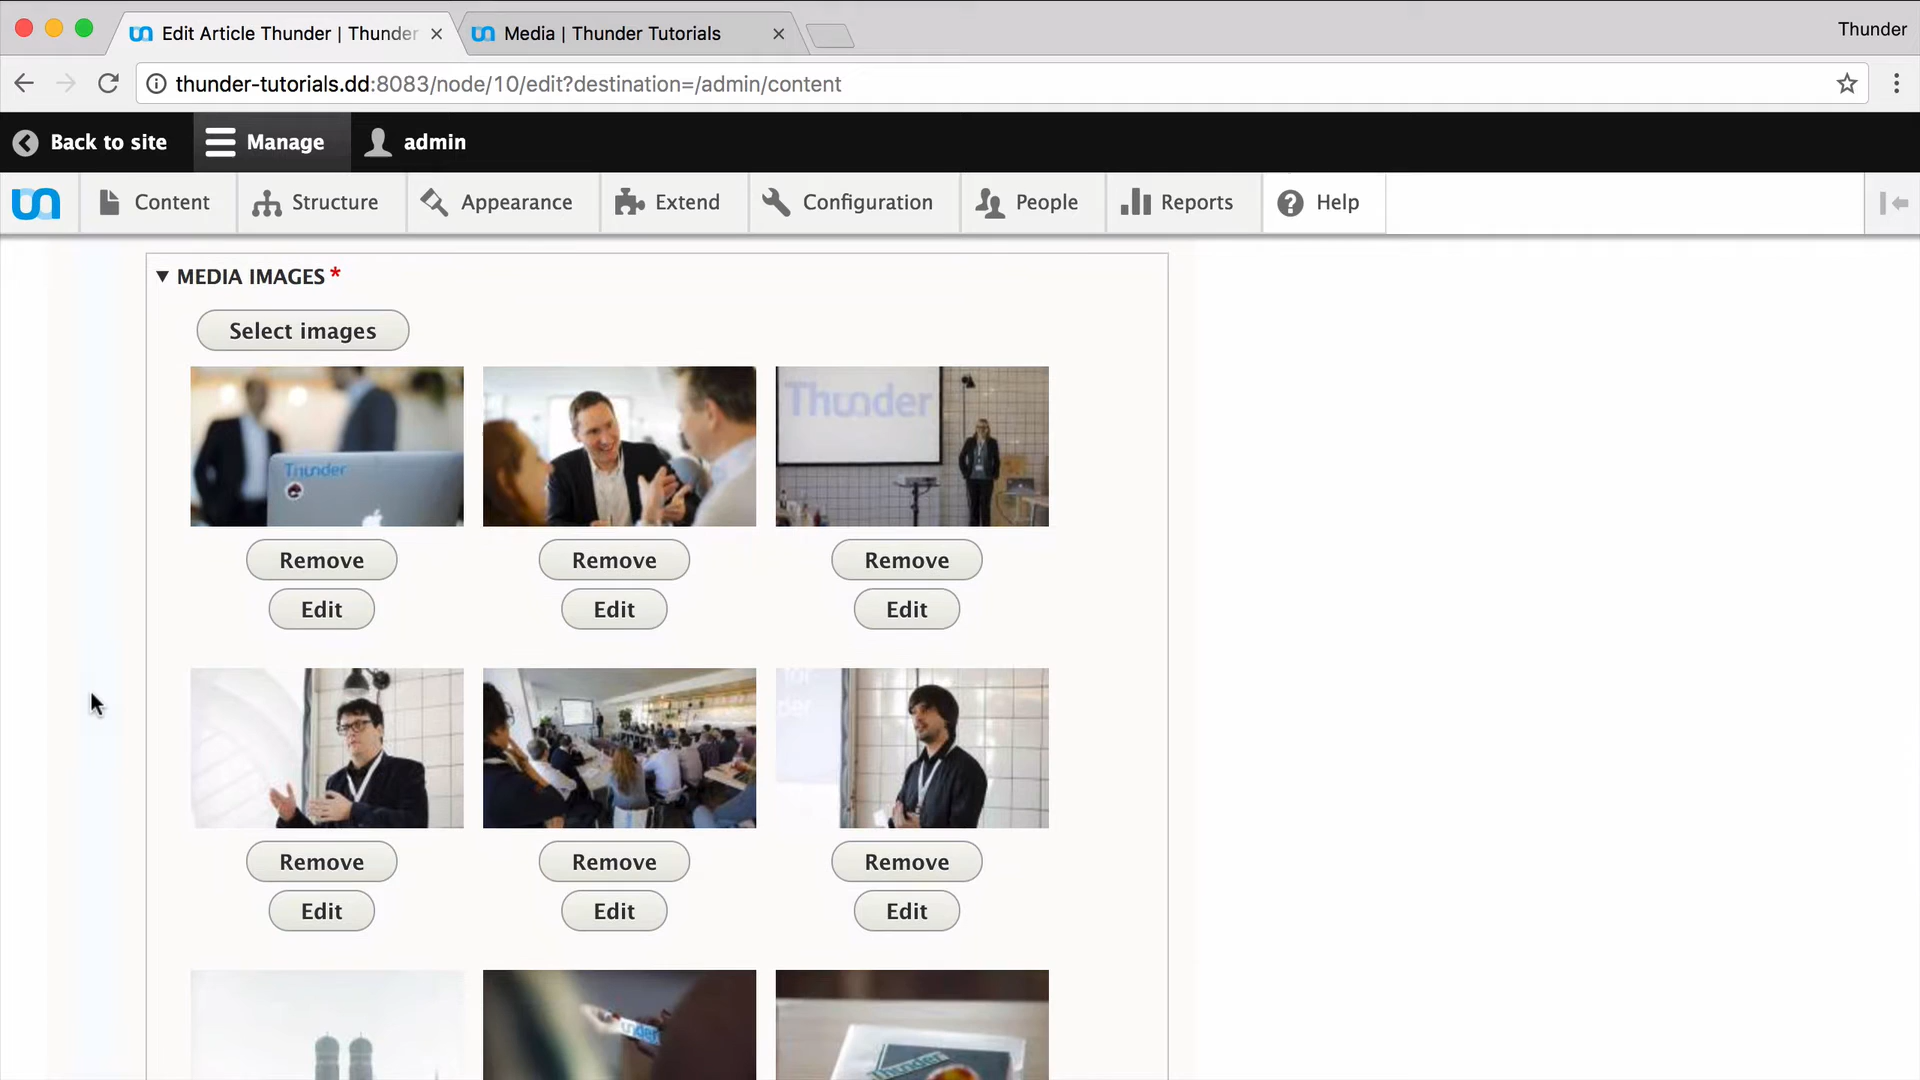 Edit Article Thunder | Thunder
Media | Thunder Tutorials
Thunder
thunder-tutorials.dd:8083/node/10/edit?destination=/admin/content
Back to site
Manage
admin
Content
Structure
Appearance
Extend
Configuration
People
Reports
Help
MEDIA IMAGES *
Select images
Thunder
Thunder
Remove
Remove
Remove
Edit
Edit
Edit
Remove
Remove
Remove
Edit
Edit
Edit
Thunder